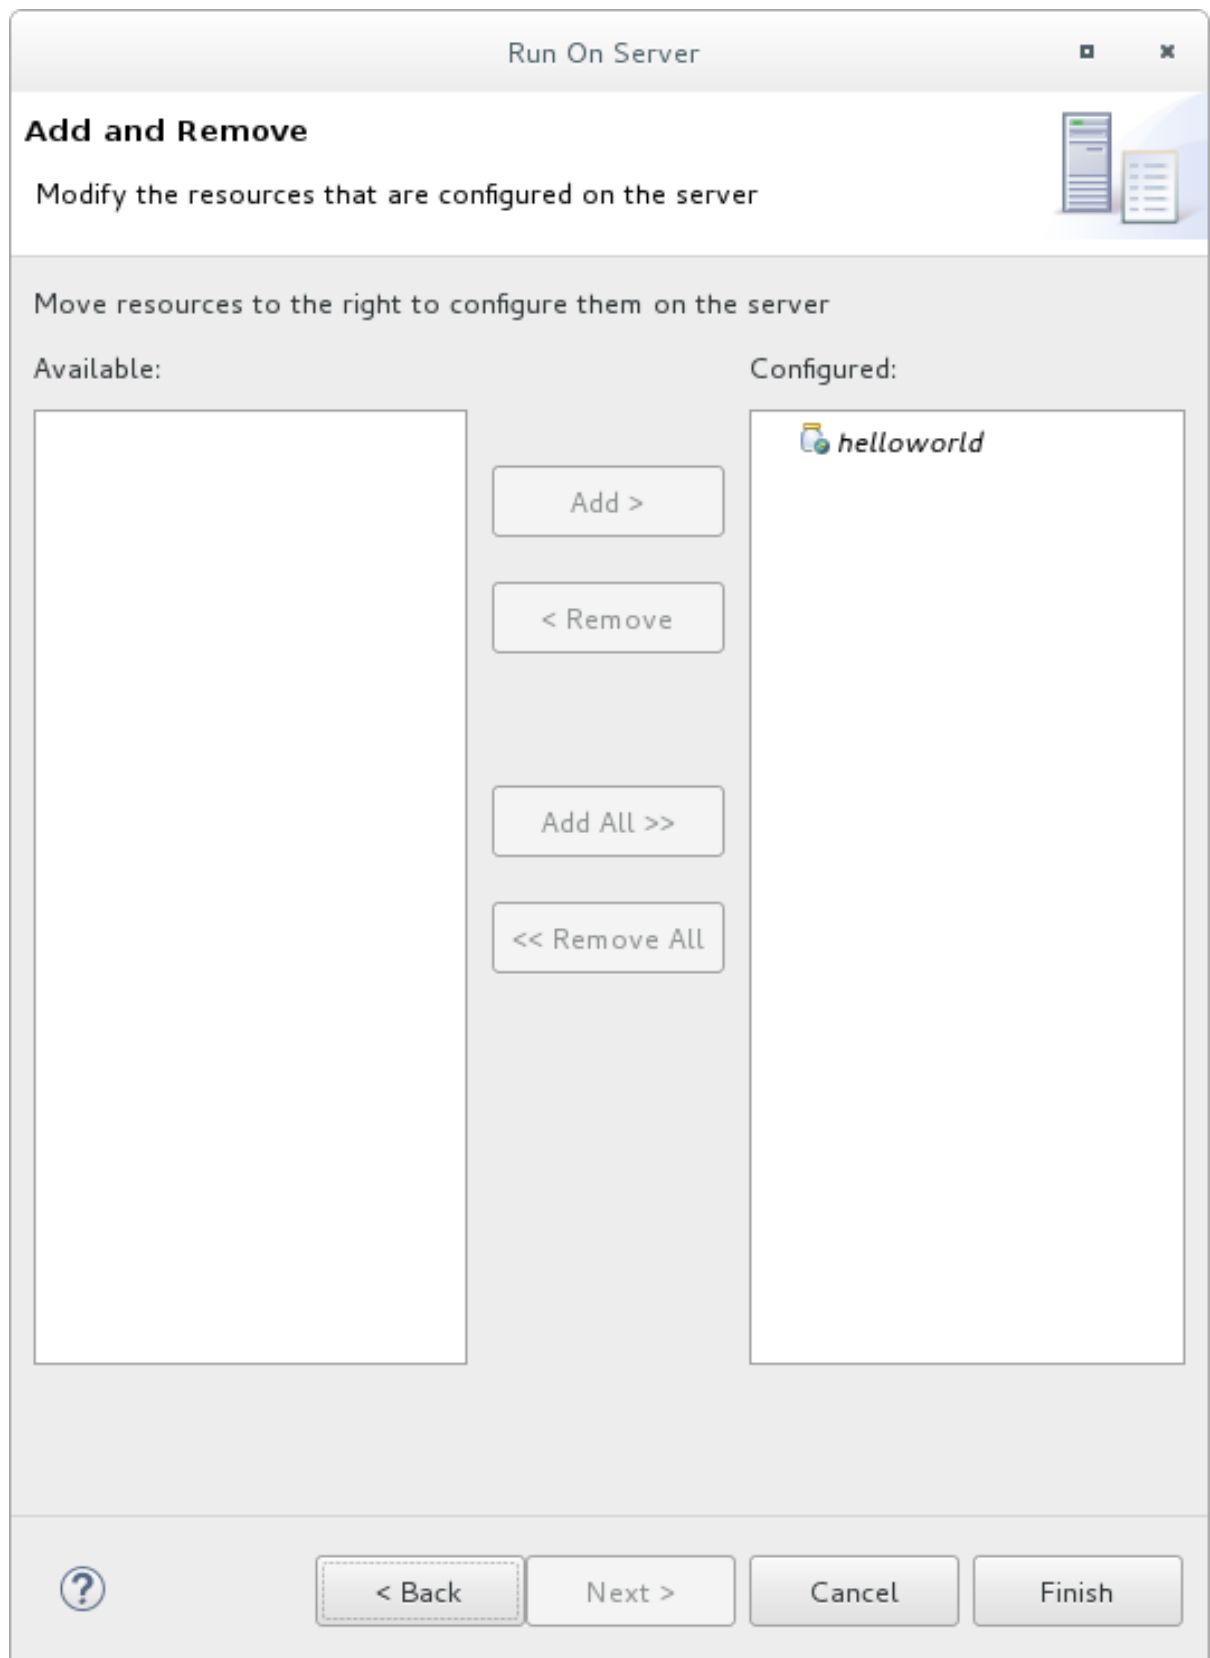 Run On Server
Add and Remove
Modify the resources that are configured on the server
Move resources to the right to configure them on the server
Available:
Configured:
helloworld
Add >
< Remove
Add All >>
<< Remove All
?
< Back
Next >
Cancel
Finish